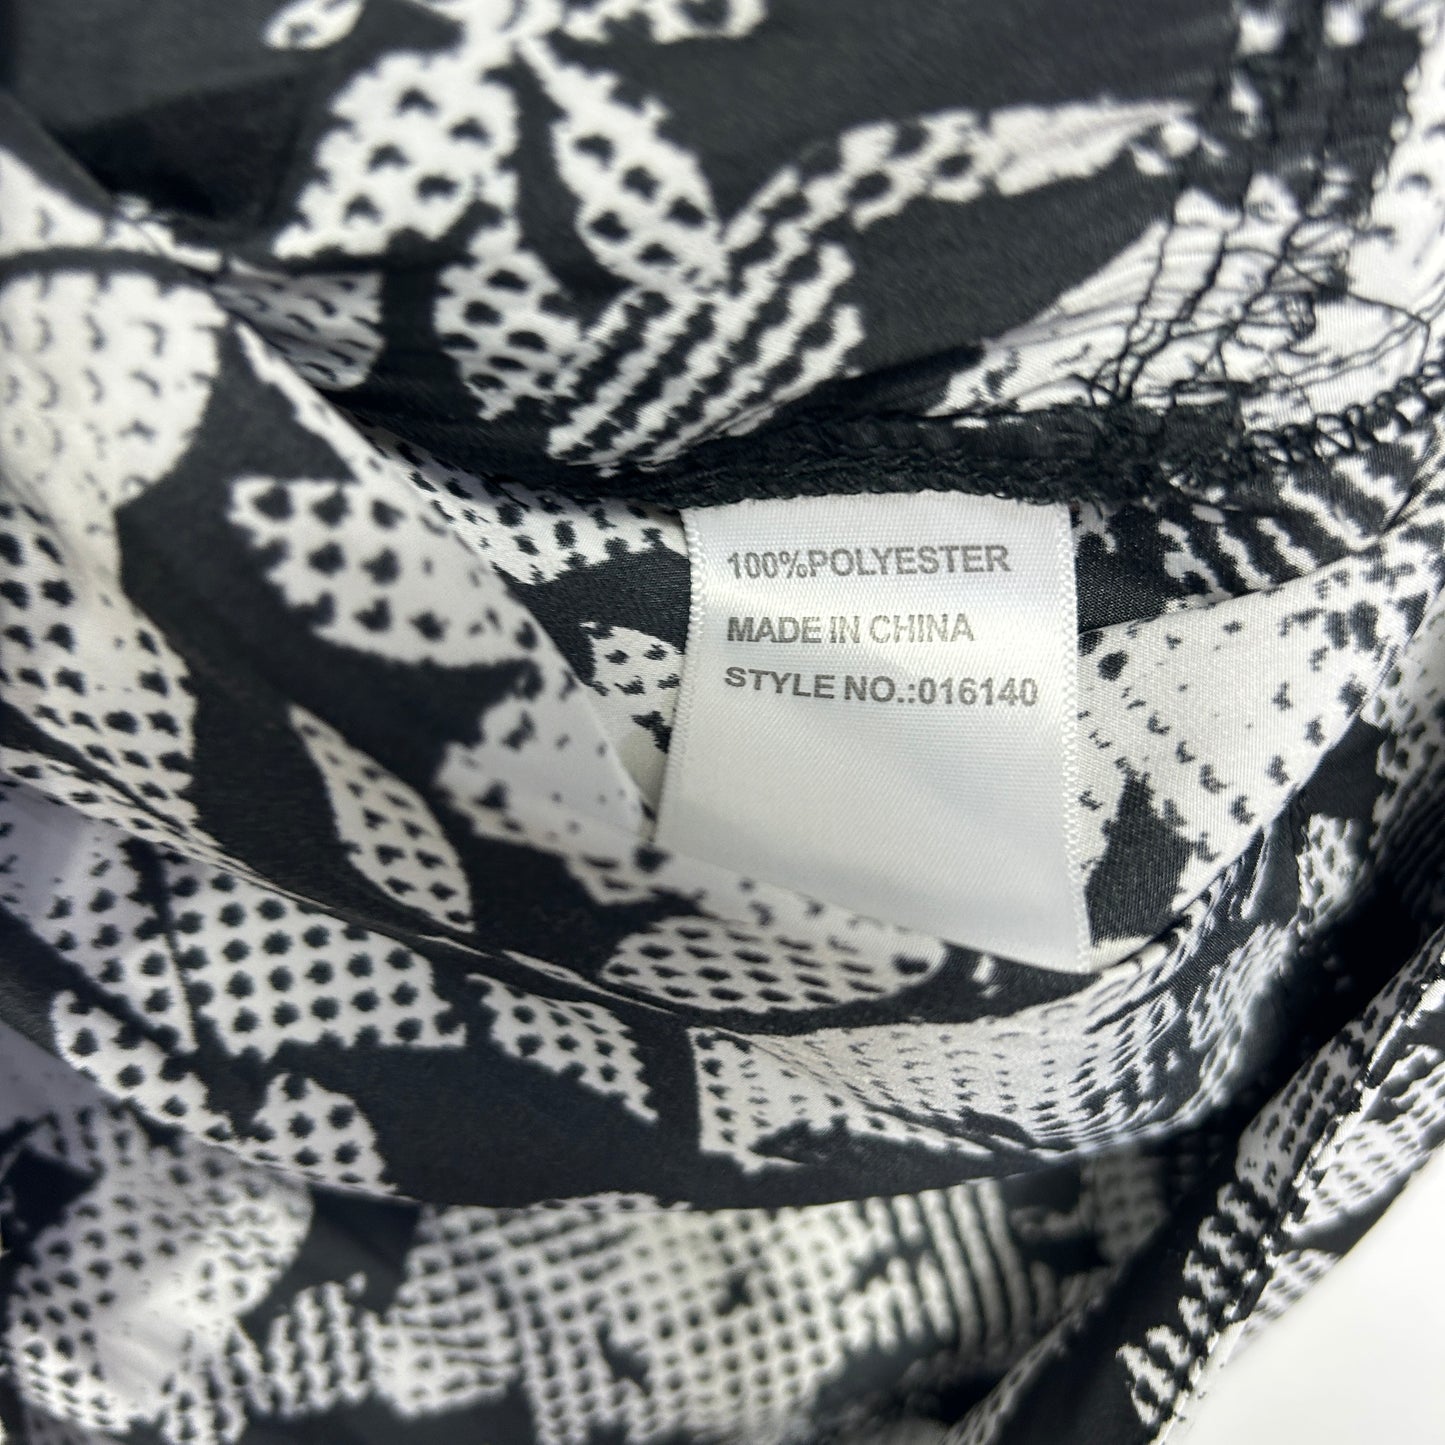 100%POLYESTER
MADE IN CHINA
STYLE NO.:016140